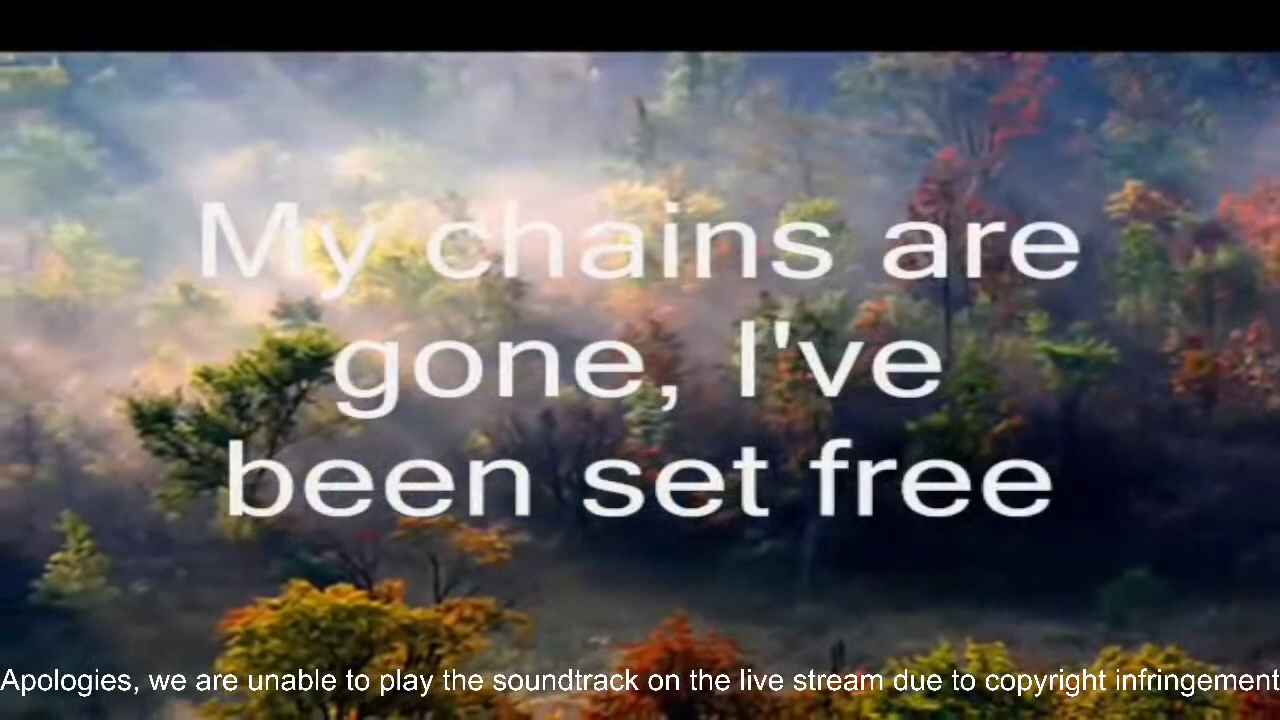 My chains are
gone, I've
been set free
Apologies, we are unable to play the soundtrack on the live stream due to copyright infringement